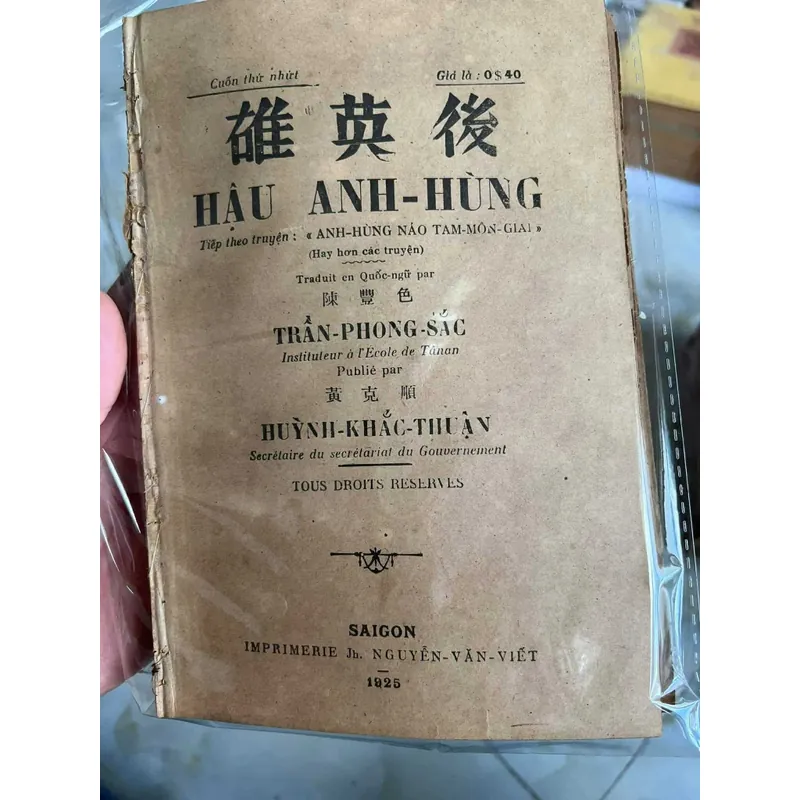 Cuốn thứ nhứt
Giá là : 0$40
雄英後
HẬU ANH-HÙNG
Tiếp theo truyện : « ANH-HÙNG NÁO TAM-MÔN-GIAI »
(Hay hơn các truyện)
Traduit en Quốc-ngữ par
陳豐色
TRẦN-PHONG-SẮC
Instituteur à l'Ecole de Tânan
Publié par
黃克順
HUỲNH-KHẮC-THUẬN
Secrétaire du secrétariat du Gouvernement
TOUS DROITS RESERVES
SAIGON
IMPRIMERIE Jh. NGUYỄN-VĂN-VIẾT
1925